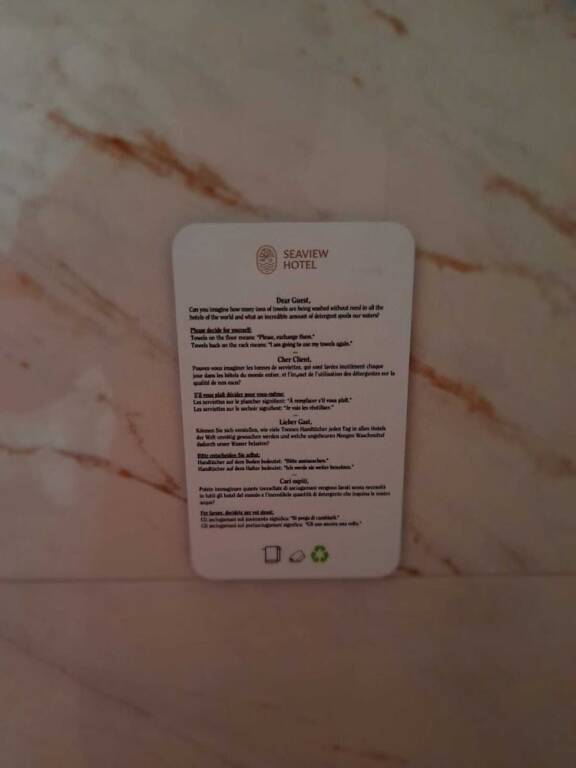 SEAVIEW
HOTEL
Dear Guest,
Can you imagine how many tons of towels are being washed without need in all the
hotels of the world and what an incredible amount of detergent spoils our waters?
Please decide for yourself:
Towels on the floor means: "Please, exchange them."
Towels back on the rack means: "I am going to use my towels again."
Cher Client,
Pouvez-vous imaginer les tonnes de serviettes, qui sont lavées inutilement chaque
jour dans les hôtels du monde entier, et l'impact de l'utilisation des détergentes sur la
qualité de nos eaux?
S'il vous plaît décidez pour vous-même:
Les serviettes sur le plancher signifient: "À remplacer s'il vous plaît."
Les serviettes sur le sechoir signifient: "Je vais les réutiliser."
Lieber Gast,
Können Sie sich vorstellen, wie viele Tonnen Handtücher jeden Tag in allen Hotels
der Welt unnötig gewaschen werden und welche ungeheuren Mengen Waschmittel
dadurch unser Wasser belasten?
Bitte entscheiden Sie selbst:
Handtücher auf dem Boden bedeutet: "Bitte austauschen."
Handtücher auf dem Halter bedeutet: "Ich werde sie weiter benutzen."
Cari ospiti,
Potete immaginare quante tonnellate di asciugamani vengono lavati senza necessità
in tutti gli hotel del mondo e l'incredibile quantità di detergente che inquina le nostre
acque?
Per favore, decidete per voi stessi:
Gli asciugamani sul pavimento significa: "Si prega di cambiarli."
Gli asciugamani sul portasciugamani significa: "Gli uso ancora una volta."